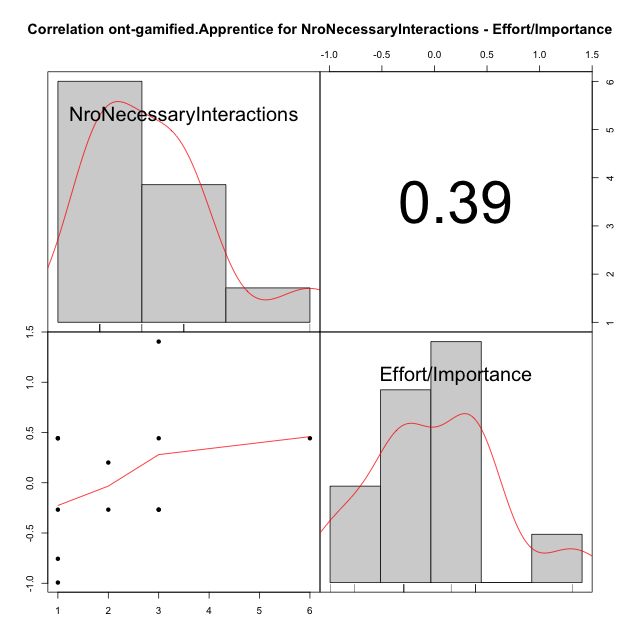 Correlation ont-gamified.Apprentice for NroNecessaryInteractions - Effort/Importance
-1.0 -0.5 0.0 0.5 1.0 1.5
NroNecessaryInteractions
0.39
6
5
4
3
2
1
1.5
1.0
0.5
0.0
-0.5
-1.0
Effort/Importance
1 2 3 4 5 6